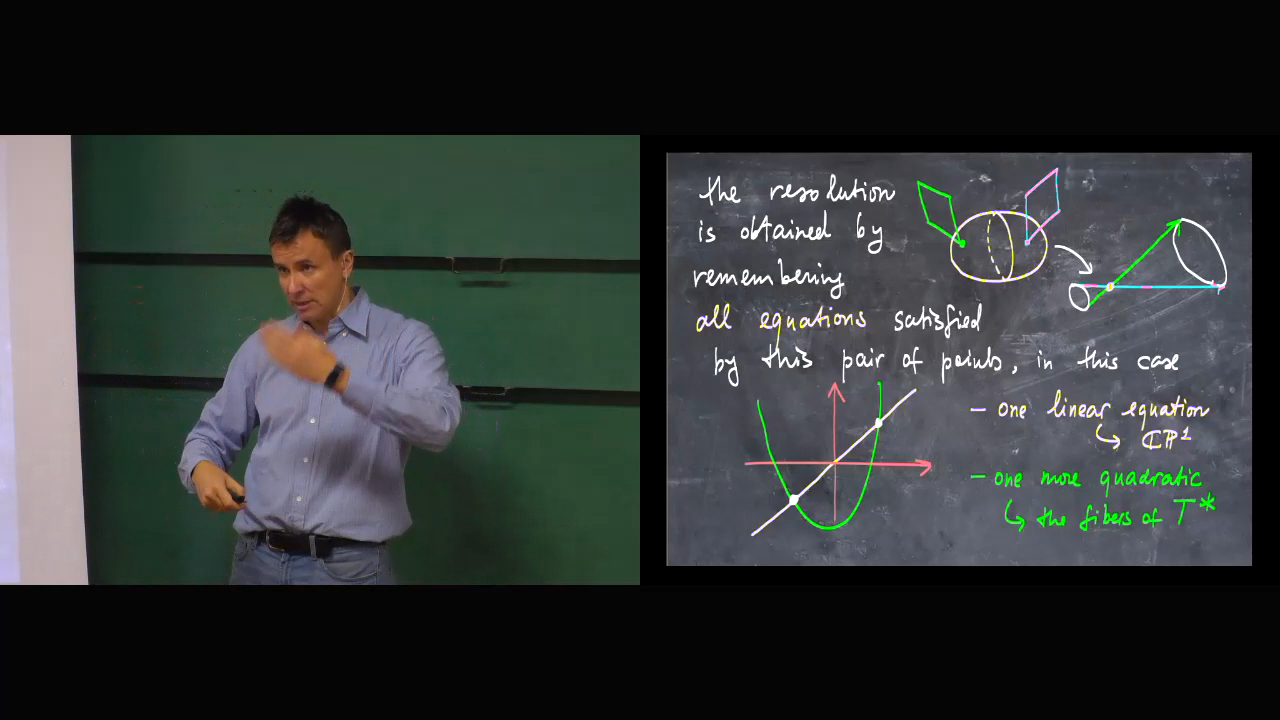 the resolution
is obtained by
remembering
all equations satisfied
by this pair of points, in this case
- one linear equation
↳ ℂℙ¹
- one more quadratic
↳ the fibers of T*